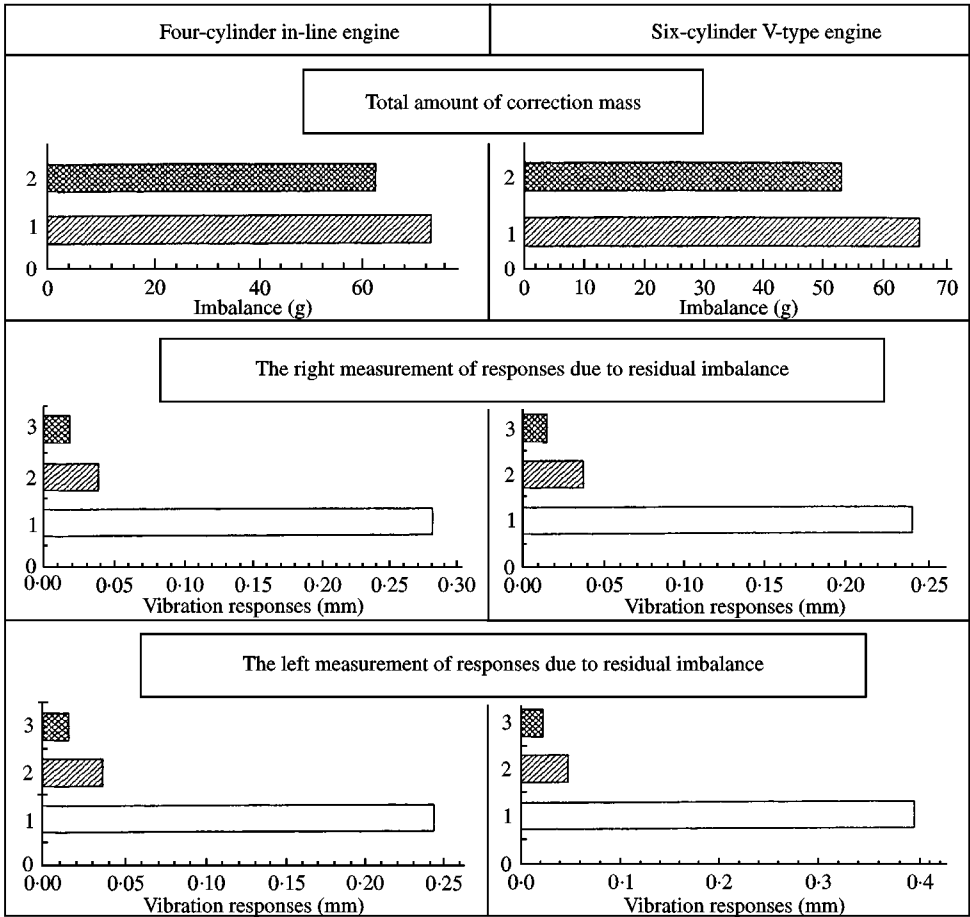 Four-cylinder in-line engine
Six-cylinder V-type engine
Total amount of correction mass
2
1
0
0 20 40 60
Imbalance (g)
2
1
0
0 10 20 30 40 50 60 70
Imbalance (g)
The right measurement of responses due to residual imbalance
3
2
1
0
0·00 0·05 0·10 0·15 0·20 0·25 0·30
Vibration responses (mm)
3
2
1
0
0·00 0·05 0·10 0·15 0·20 0·25
Vibration responses (mm)
The left measurement of responses due to residual imbalance
3
2
1
0
0·00 0·05 0·10 0·15 0·20 0·25
Vibration responses (mm)
3
2
1
0
0·0 0·1 0·2 0·3 0·4
Vibration responses (mm)